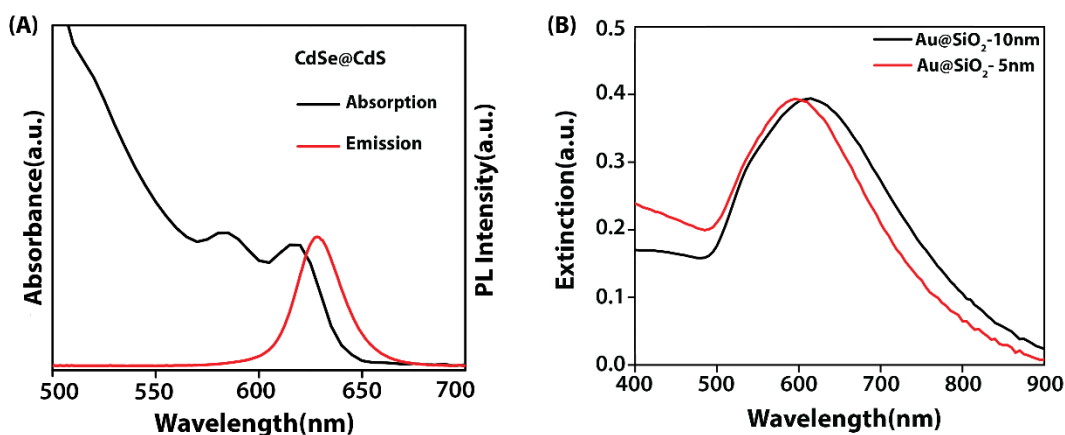 (A)
CdSe@CdS
Absorption
Emission
Absorbance(a.u.)
PL Intensity(a.u.)
500 550 600 650 700
Wavelength(nm)
(B)
Au@SiO₂-10nm
Au@SiO₂- 5nm
Extinction(a.u.)
0.5
0.4
0.3
0.2
0.1
0.0
400 500 600 700 800 900
Wavelength(nm)